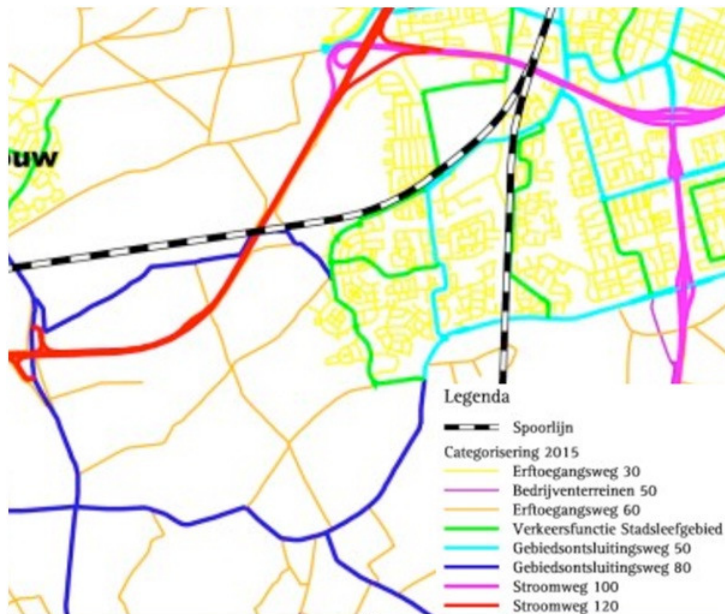 ouw
Legenda
Spoorlijn
Categorisering 2015
Erftoegangsweg 30
Bedrijventerreinen 50
Erftoegangsweg 60
Verkeersfunctie Stadsleefgebied
Gebiedsontsluitingsweg 50
Gebiedsontsluitingsweg 80
Stroomweg 100
Stroomweg 120